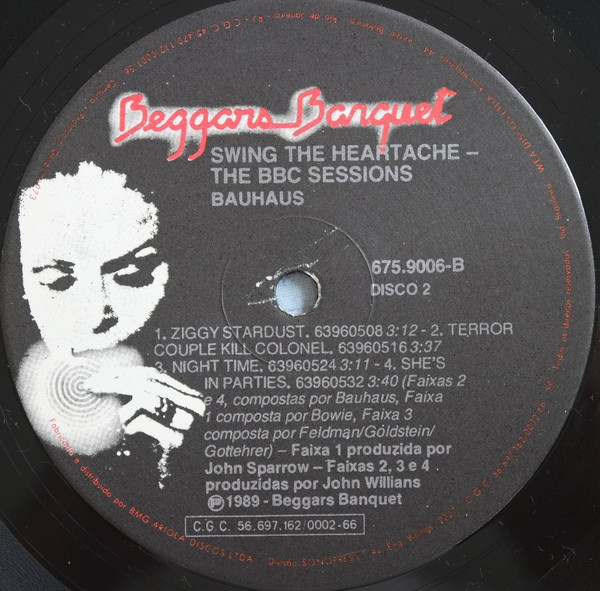 Beggars Banquet
SWING THE HEARTACHE –
THE BBC SESSIONS
BAUHAUS
675.9006-B
DISCO 2
1. ZIGGY STARDUST. 63960508 3:12 - 2. TERROR
COUPLE KILL COLONEL. 63960516 3:37
3. NIGHT TIME. 63960524 3:11 - 4. SHE'S
IN PARTIES. 63960532 3:40 (Faixas 2
e 4, compostas por Bauhaus, Faixa
1 composta por Bowie, Faixa 3
composta por Feldman/Goldstein/
Gottehrer) – Faixa 1 produzida por
John Sparrow – Faixas 2, 3 e 4
produzidas por John Willians
℗ 1989 - Beggars Banquet
C.G.C. 56.697.162/0002-66
Fabricado e distribuído por BMG ARIOLA DISCOS LTDA. - Divisão SONOPRESS